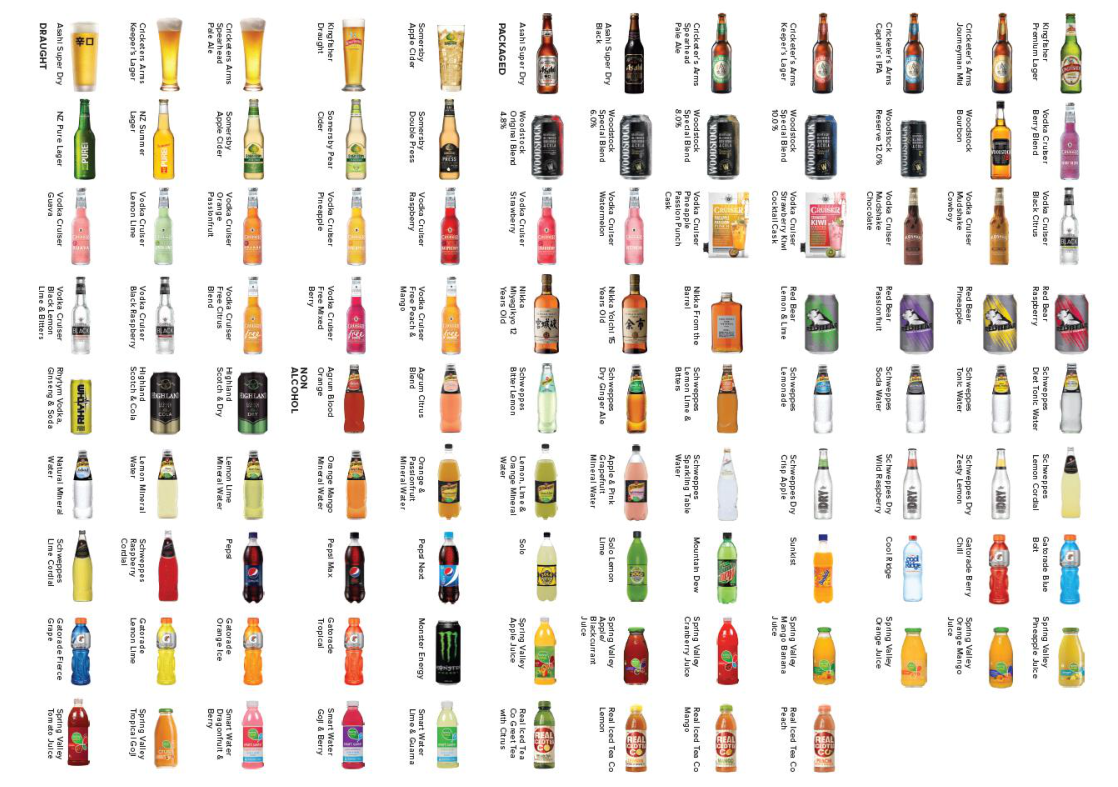 DRAUGHT
Asahi Super Dry
Cricketers Arms
Keeper's Lager
Cricketers Arms
Spearhead
Pale Ale
Kingfisher
Draught
Somersby
Apple Cider
PACKAGED
Asahi Super Dry
Asahi Super Dry
Black
Cricketer's Arms
Spearhead
Pale Ale
Cricketer's Arms
Keeper's Lager
Cricketer's Arms
Captain's IPA
Cricketer's Arms
Journeyman Mid
Kingfisher
Premium Lager
NZ Pure Lager
NZ Summer
Lager
Somersby
Apple Cider
Somersby Pear
Cider
Somersby
Double Press
Woodstock
Original Blend
4.8%
Woodstock
Special Blend
6.0%
Woodstock
Special Blend
8.0%
Woodstock
Special Blend
10.0%
Woodstock
Reserve 12.0%
Woodstock
Bourbon
Vodka Cruiser
Berry Blend
Vodka Cruiser
Guava
Vodka Cruiser
Lemon Lime
Vodka Cruiser
Orange
Passionfruit
Vodka Cruiser
Pineapple
Vodka Cruiser
Raspberry
Vodka Cruiser
Strawberry
Vodka Cruiser
Watermelon
Vodka Cruiser
Pineapple
Passion Punch
Cask
Vodka Cruiser
Strawberry Kiwi
Cocktail Cask
Vodka Cruiser
Mudshake
Chocolate
Vodka Cruiser
Mudshake
Cowboy
Vodka Cruiser
Black Citrus
Vodka Cruiser
Black Lemon
Lime & Bitters
Vodka Cruiser
Black Raspberry
Vodka Cruiser
Free Citrus
Blend
Vodka Cruiser
Free Mixed
Berry
Vodka Cruiser
Free Peach &
Mango
Nikka
Miyagikyo 12
Years Old
Nikka Yoichi 15
Years Old
Nikka From the
Barrel
Red Bear
Lemon & Lime
Red Bear
Passionfruit
Red Bear
Pineapple
Red Bear
Raspberry
Rhytym Vodka,
Ginseng & Soda
Highland
Scotch & Cola
Highland
Scotch & Dry
NON
ALCOHOL
Agrum Blood
Orange
Agrum Citrus
Blend
Schweppes
Bitter Lemon
Schweppes
Dry Ginger Ale
Schweppes
Lemon Lime &
Bitters
Schweppes
Lemonade
Schweppes
Soda Water
Schweppes
Tonic Water
Schweppes
Diet Tonic Water
Natural Mineral
Water
Lemon Mineral
Water
Lemon Lime
Mineral Water
Orange Mango
Mineral Water
Orange &
Passionfruit
Mineral Water
Lemon, Lime &
Orange Mineral
Water
Apple & Pink
Grapefruit
Mineral Water
Schweppes
Sparkling Table
Water
Schweppes Dry
Crisp Apple
Schweppes Dry
Wild Raspberry
Schweppes Dry
Zesty Lemon
Schweppes
Lemon Cordial
Schweppes
Lime Cordial
Schweppes
Raspberry
Cordial
Pepsi
Pepsi Max
Pepsi Next
Solo
Solo Lemon
Lime
Mountain Dew
Sunkist
Cool Ridge
Gatorade Berry
Chill
Gatorade Blue
Bolt
Gatorade Fierce
Grape
Gatorade
Lemon Lime
Gatorade
Orange Ice
Gatorade
Tropical
Monster Energy
Spring Valley
Apple Juice
Spring Valley
Apple/
Blackcurrant
Juice
Spring Valley
Cranberry Juice
Spring Valley
Mango Banana
Juice
Spring Valley
Orange Juice
Spring Valley
Orange Mango
Juice
Spring Valley
Pineapple Juice
Spring Valley
Tomato Juice
Spring Valley
Tropical Goji
Smart Water
Dragonfruit &
Berry
Smart Water
Goji & Berry
Smart Water
Lime & Guarna
Real Iced Tea
Co Greet Tea
with Citrus
Real Iced Tea Co
Lemon
Real Iced Tea Co
Mango
Real Iced Tea Co
Peach